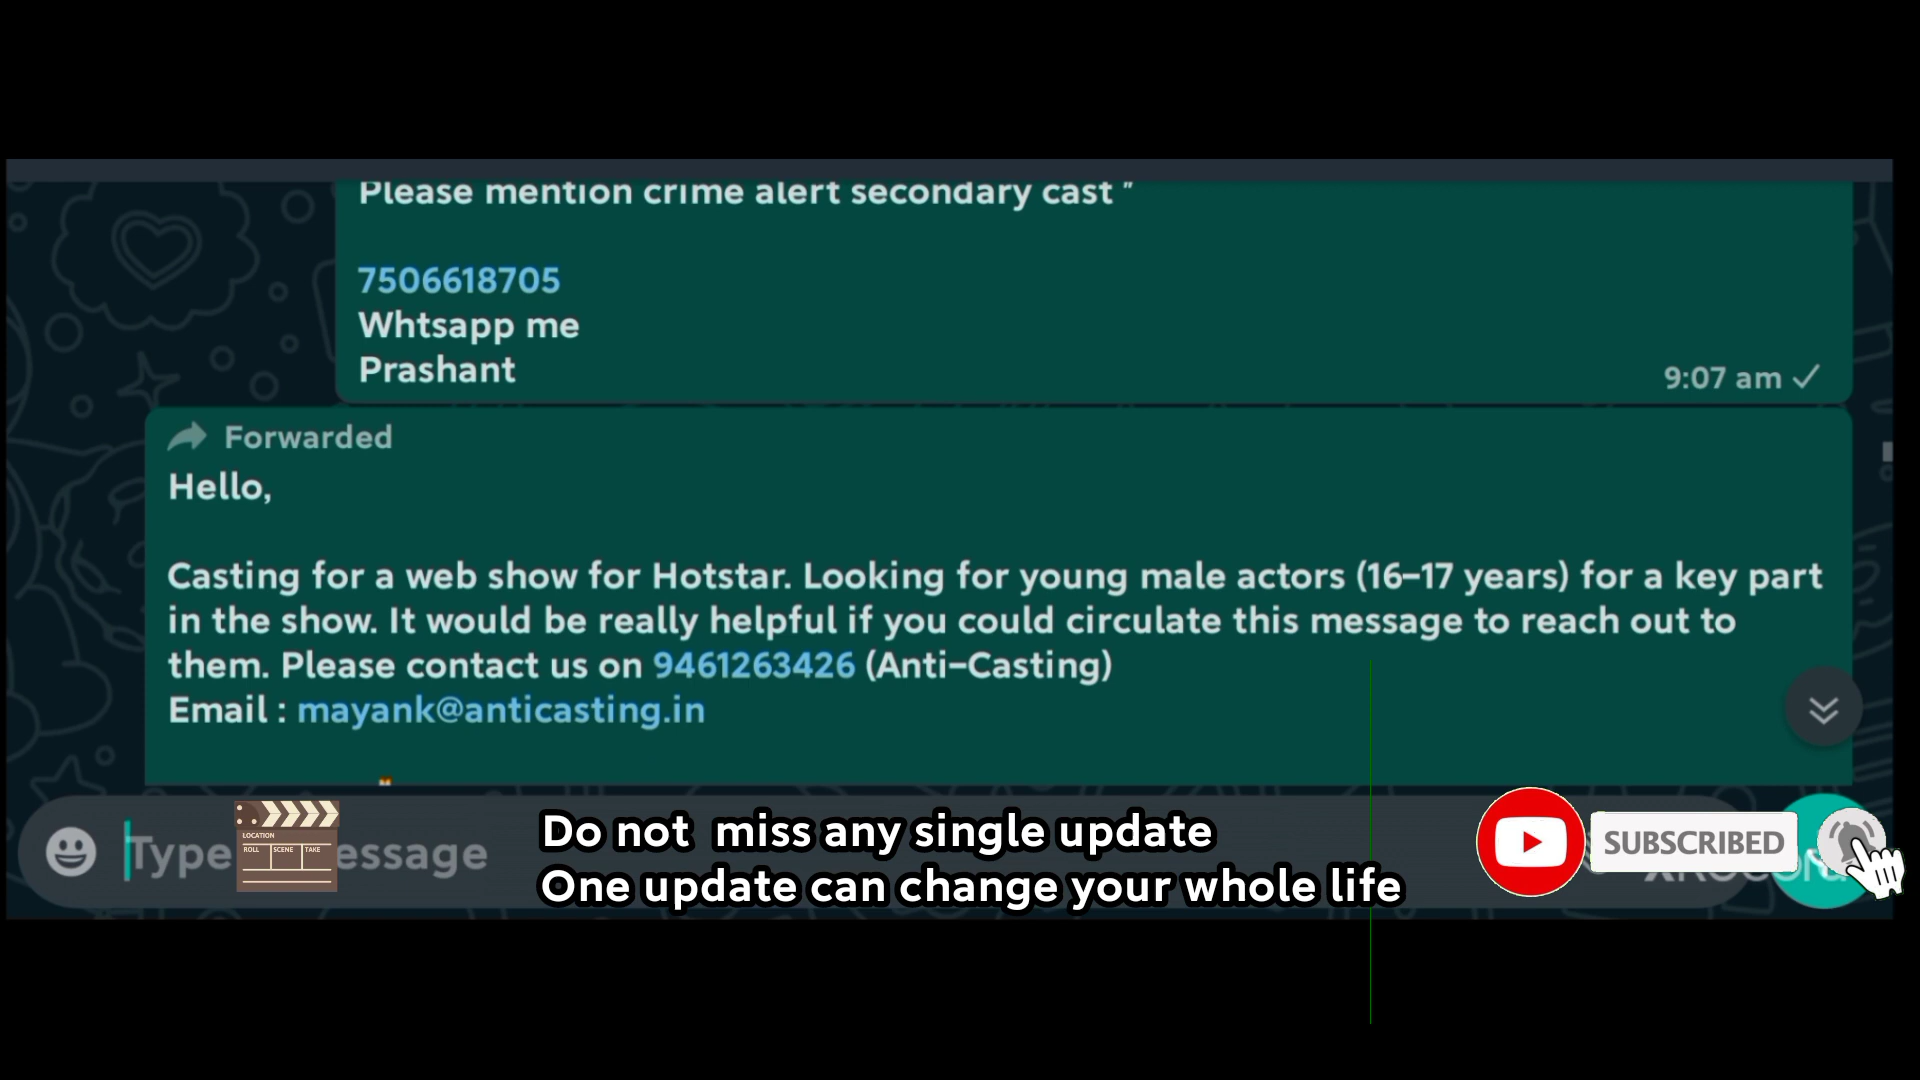 Please mention crime alert secondary cast "
7506618705
Whtsapp me
Prashant
9:07 am
Forwarded
Hello,
Casting for a web show for Hotstar. Looking for young male actors (16-17 years) for a key part
in the show. It would be really helpful if you could circulate this message to reach out to
them. Please contact us on 9461263426 (Anti-Casting)
Email : mayank@anticasting.in
Type essage
LOCATION
ROLL SCENE TAKE
Do not miss any single update
One update can change your whole life
SUBSCRIBED